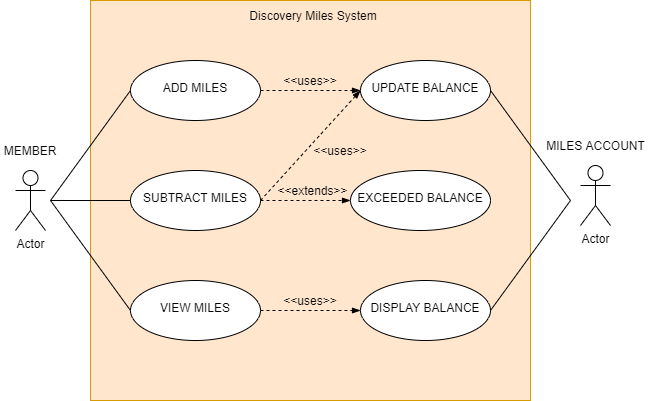 Discovery Miles System
ADD MILES
<<uses>>
UPDATE BALANCE
MEMBER
<<uses>>
MILES ACCOUNT
SUBTRACT MILES
<<extends>>
EXCEEDED BALANCE
Actor
Actor
VIEW MILES
<<uses>>
DISPLAY BALANCE